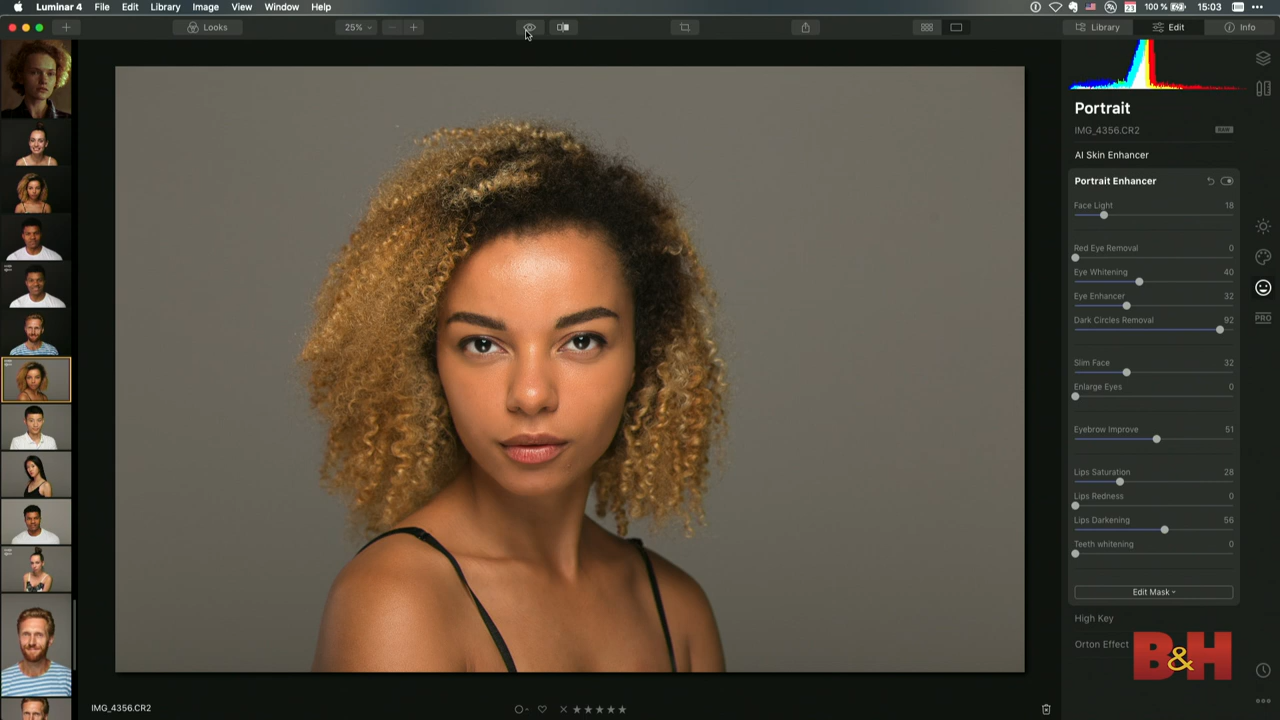 Luminar 4 File Edit Library Image View Window Help 23 100 % 15:03
Looks 25% Library Edit Info
Portrait
IMG_4356.CR2 RAW
AI Skin Enhancer
Portrait Enhancer
Face Light 18
Red Eye Removal 0
Eye Whitening 40
Eye Enhancer 32
Dark Circles Removal 92
Slim Face 32
Enlarge Eyes 0
Eyebrow Improve 51
Lips Saturation 28
Lips Redness 0
Lips Darkening 56
Teeth whitening 0
Edit Mask
High Key
Orton Effect
PRO
B&H
IMG_4356.CR2